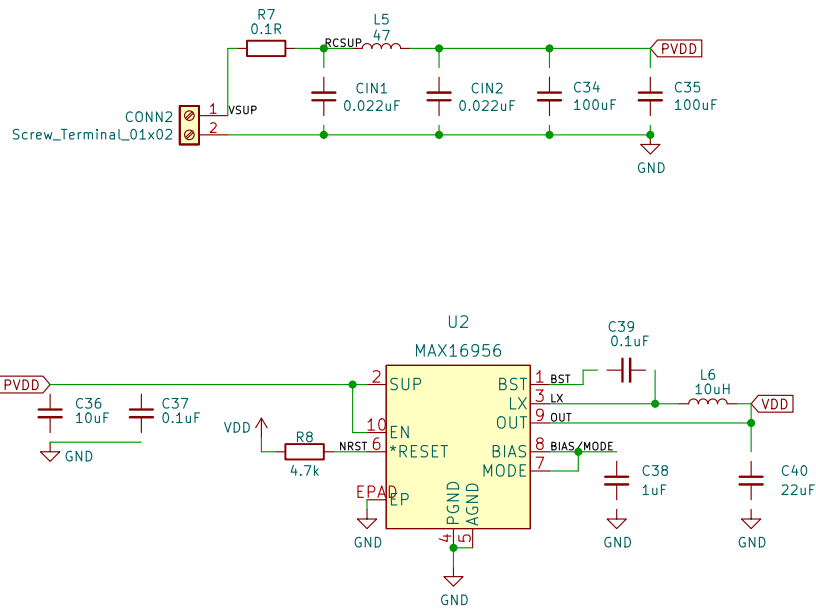 R7
0.1R
L5
47
RCSUP
PVDD
CIN1
0.022uF
CIN2
0.022uF
C34
100uF
C35
100uF
CONN2
Screw_Terminal_01x02
1
VSUP
2
GND
U2
MAX16956
C39
0.1uF
PVDD
2
SUP
BST
1
BST
L6
10uH
C36
10uF
C37
0.1uF
LX
3
LX
VDD
OUT
9
OUT
VDD
10
EN
R8
4.7k
NRST
6
*RESET
BIAS
8
BIAS/MODE
MODE
7
GND
EPAD
EP
PGND
AGND
C38
1uF
C40
22uF
4
5
GND
GND
GND
GND